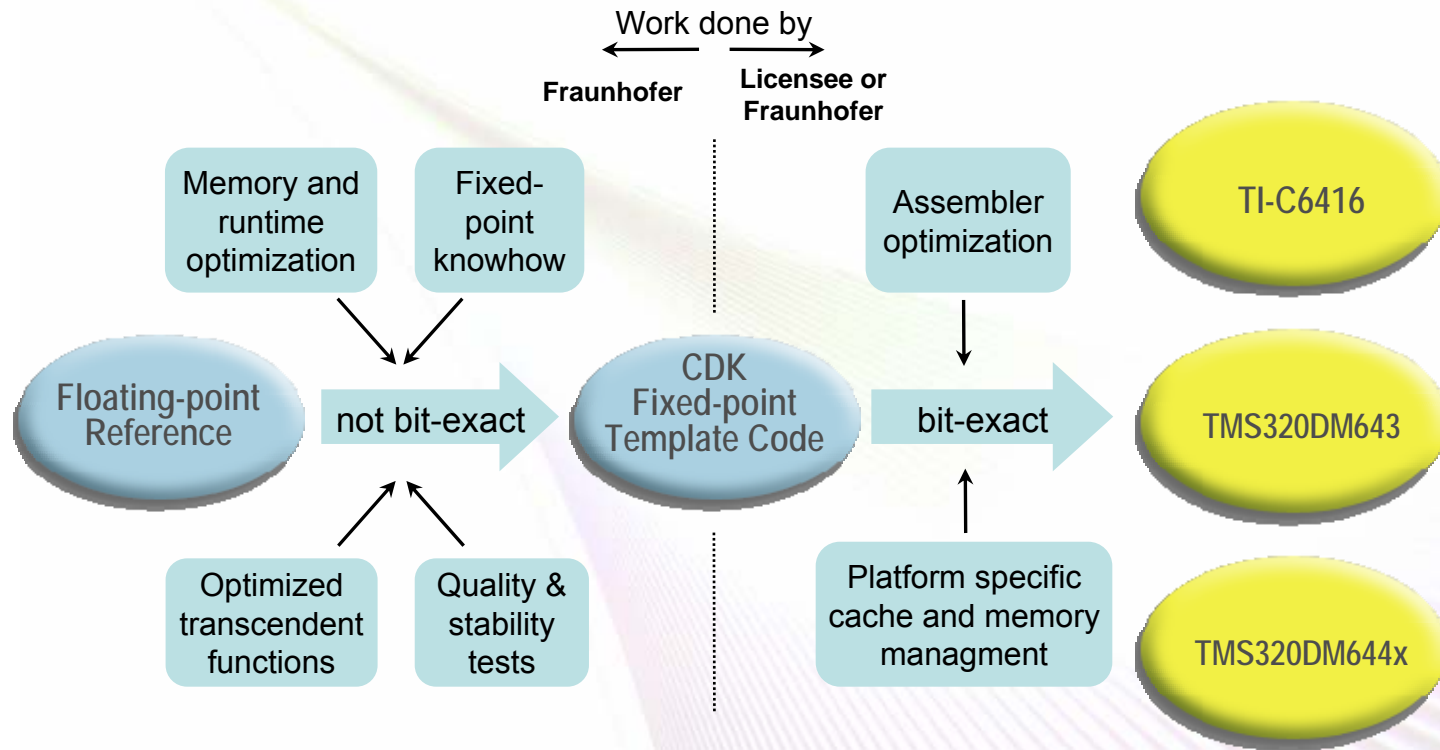 Work done by
Fraunhofer
Licensee or
Fraunhofer
Memory and
runtime
optimization
Fixed-
point
knowhow
Assembler
optimization
TI-C6416
Floating-point
Reference
not bit-exact
CDK
Fixed-point
Template Code
bit-exact
TMS320DM643
Optimized
transcendent
functions
Quality &
stability
tests
Platform specific
cache and memory
managment
TMS320DM644x